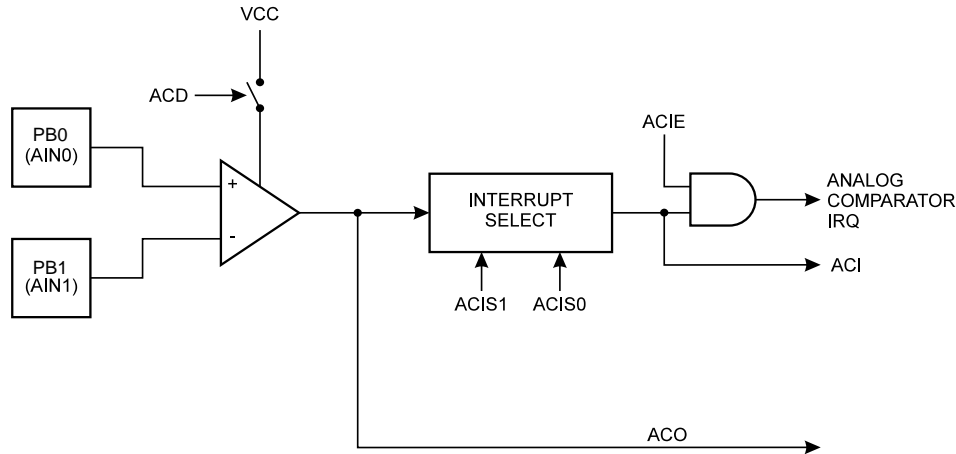 VCC
ACD
PB0
(AIN0)
+
-
PB1
(AIN1)
INTERRUPT
SELECT
ACIS1
ACIS0
ACIE
ANALOG
COMPARATOR
IRQ
ACI
ACO